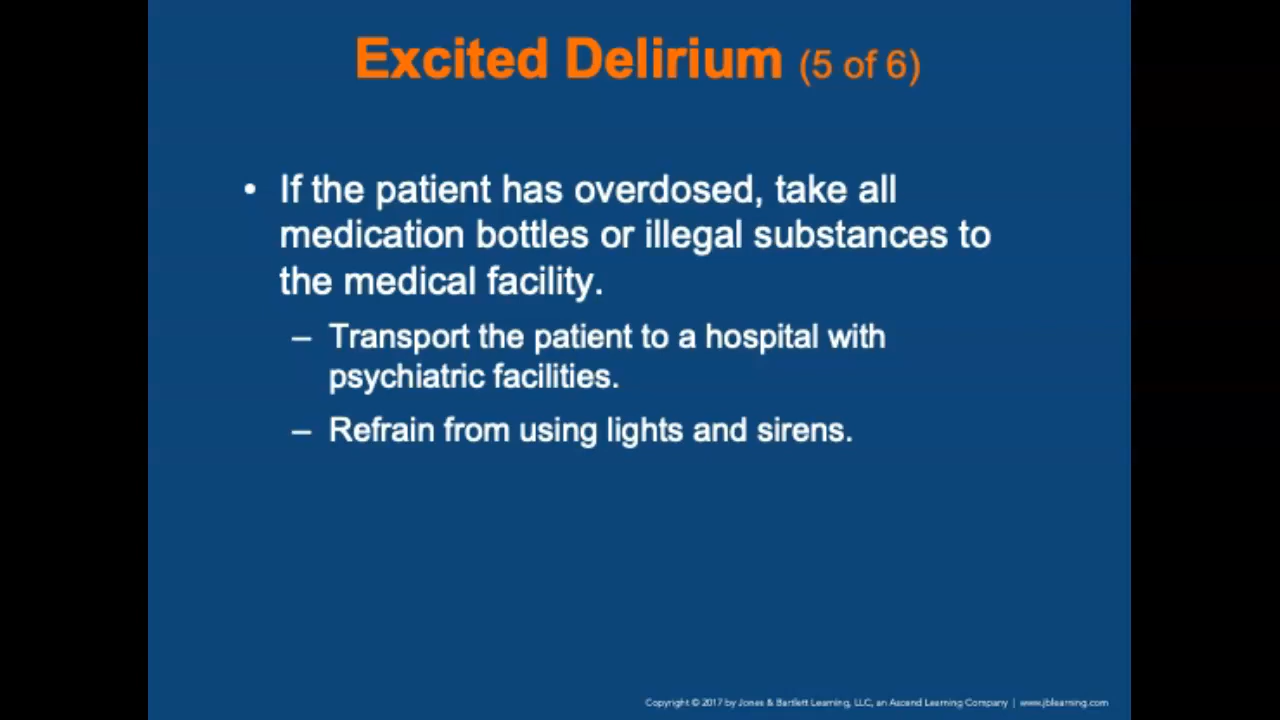 Excited Delirium (5 of 6)
• If the patient has overdosed, take all
medication bottles or illegal substances to
the medical facility.
– Transport the patient to a hospital with
psychiatric facilities.
– Refrain from using lights and sirens.
Copyright © 2017 by Jones & Bartlett Learning, LLC, an Ascend Learning Company | www.jblearning.com